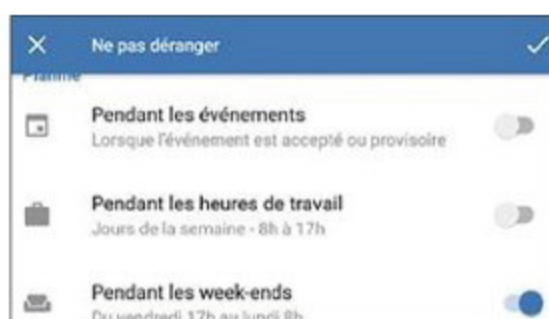 Ne pas déranger
Planifié
Pendant les événements
Lorsque l'événement est accepté ou provisoire
Pendant les heures de travail
Jours de la semaine - 8h à 17h
Pendant les week-ends
Du vendredi 17h au lundi 8h